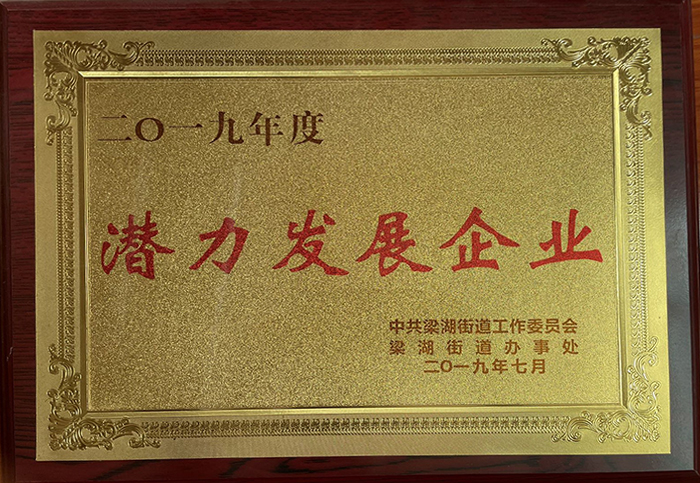 二〇一九年度
潜力发展企业
中共梁湖街道工作委员会
梁湖街道办事处
二〇一九年七月